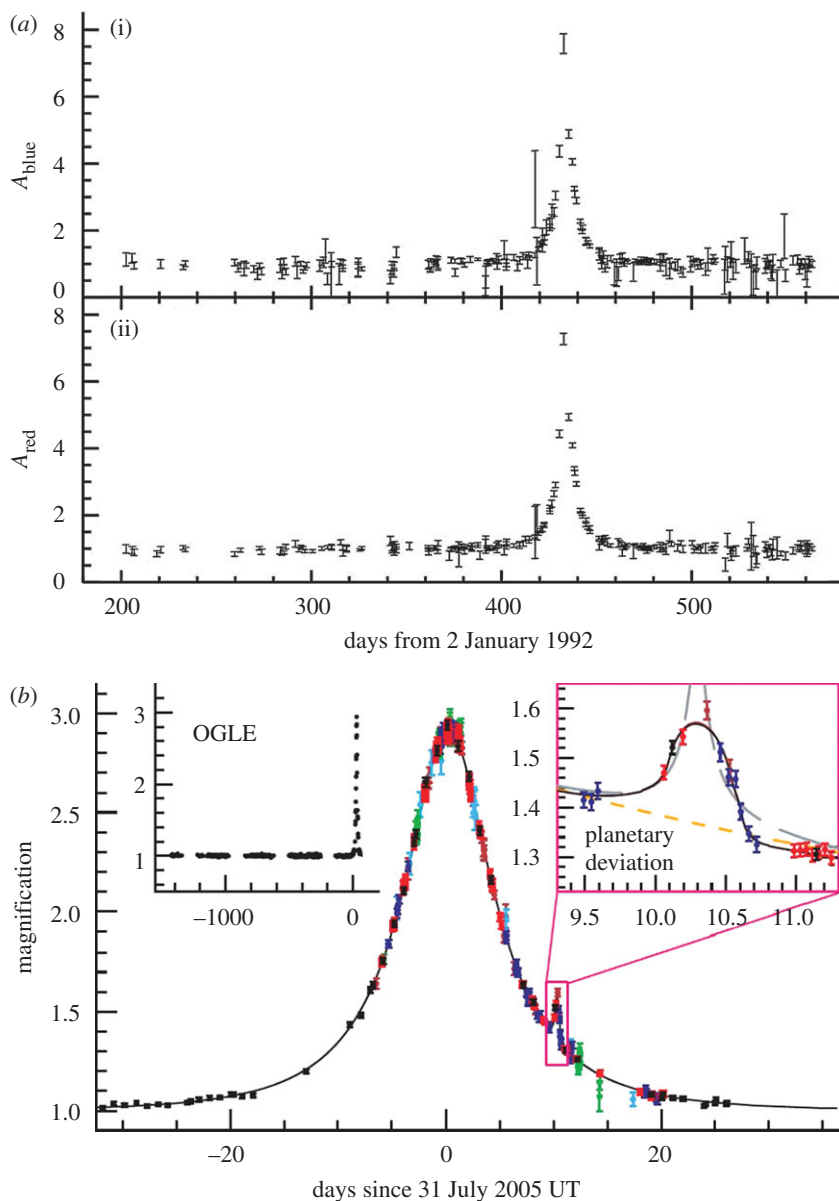 (a)
(i)
8
6
4
2
0
A_blue
(ii)
8
6
4
2
0
A_red
200 300 400 500
days from 2 January 1992
(b)
3.0
2.5
2.0
1.5
1.0
magnification
OGLE
3
2
1
–1000 0
1.6
1.5
1.4
1.3
planetary
deviation
9.5 10.0 10.5 11.0
–20 0 20
days since 31 July 2005 UT